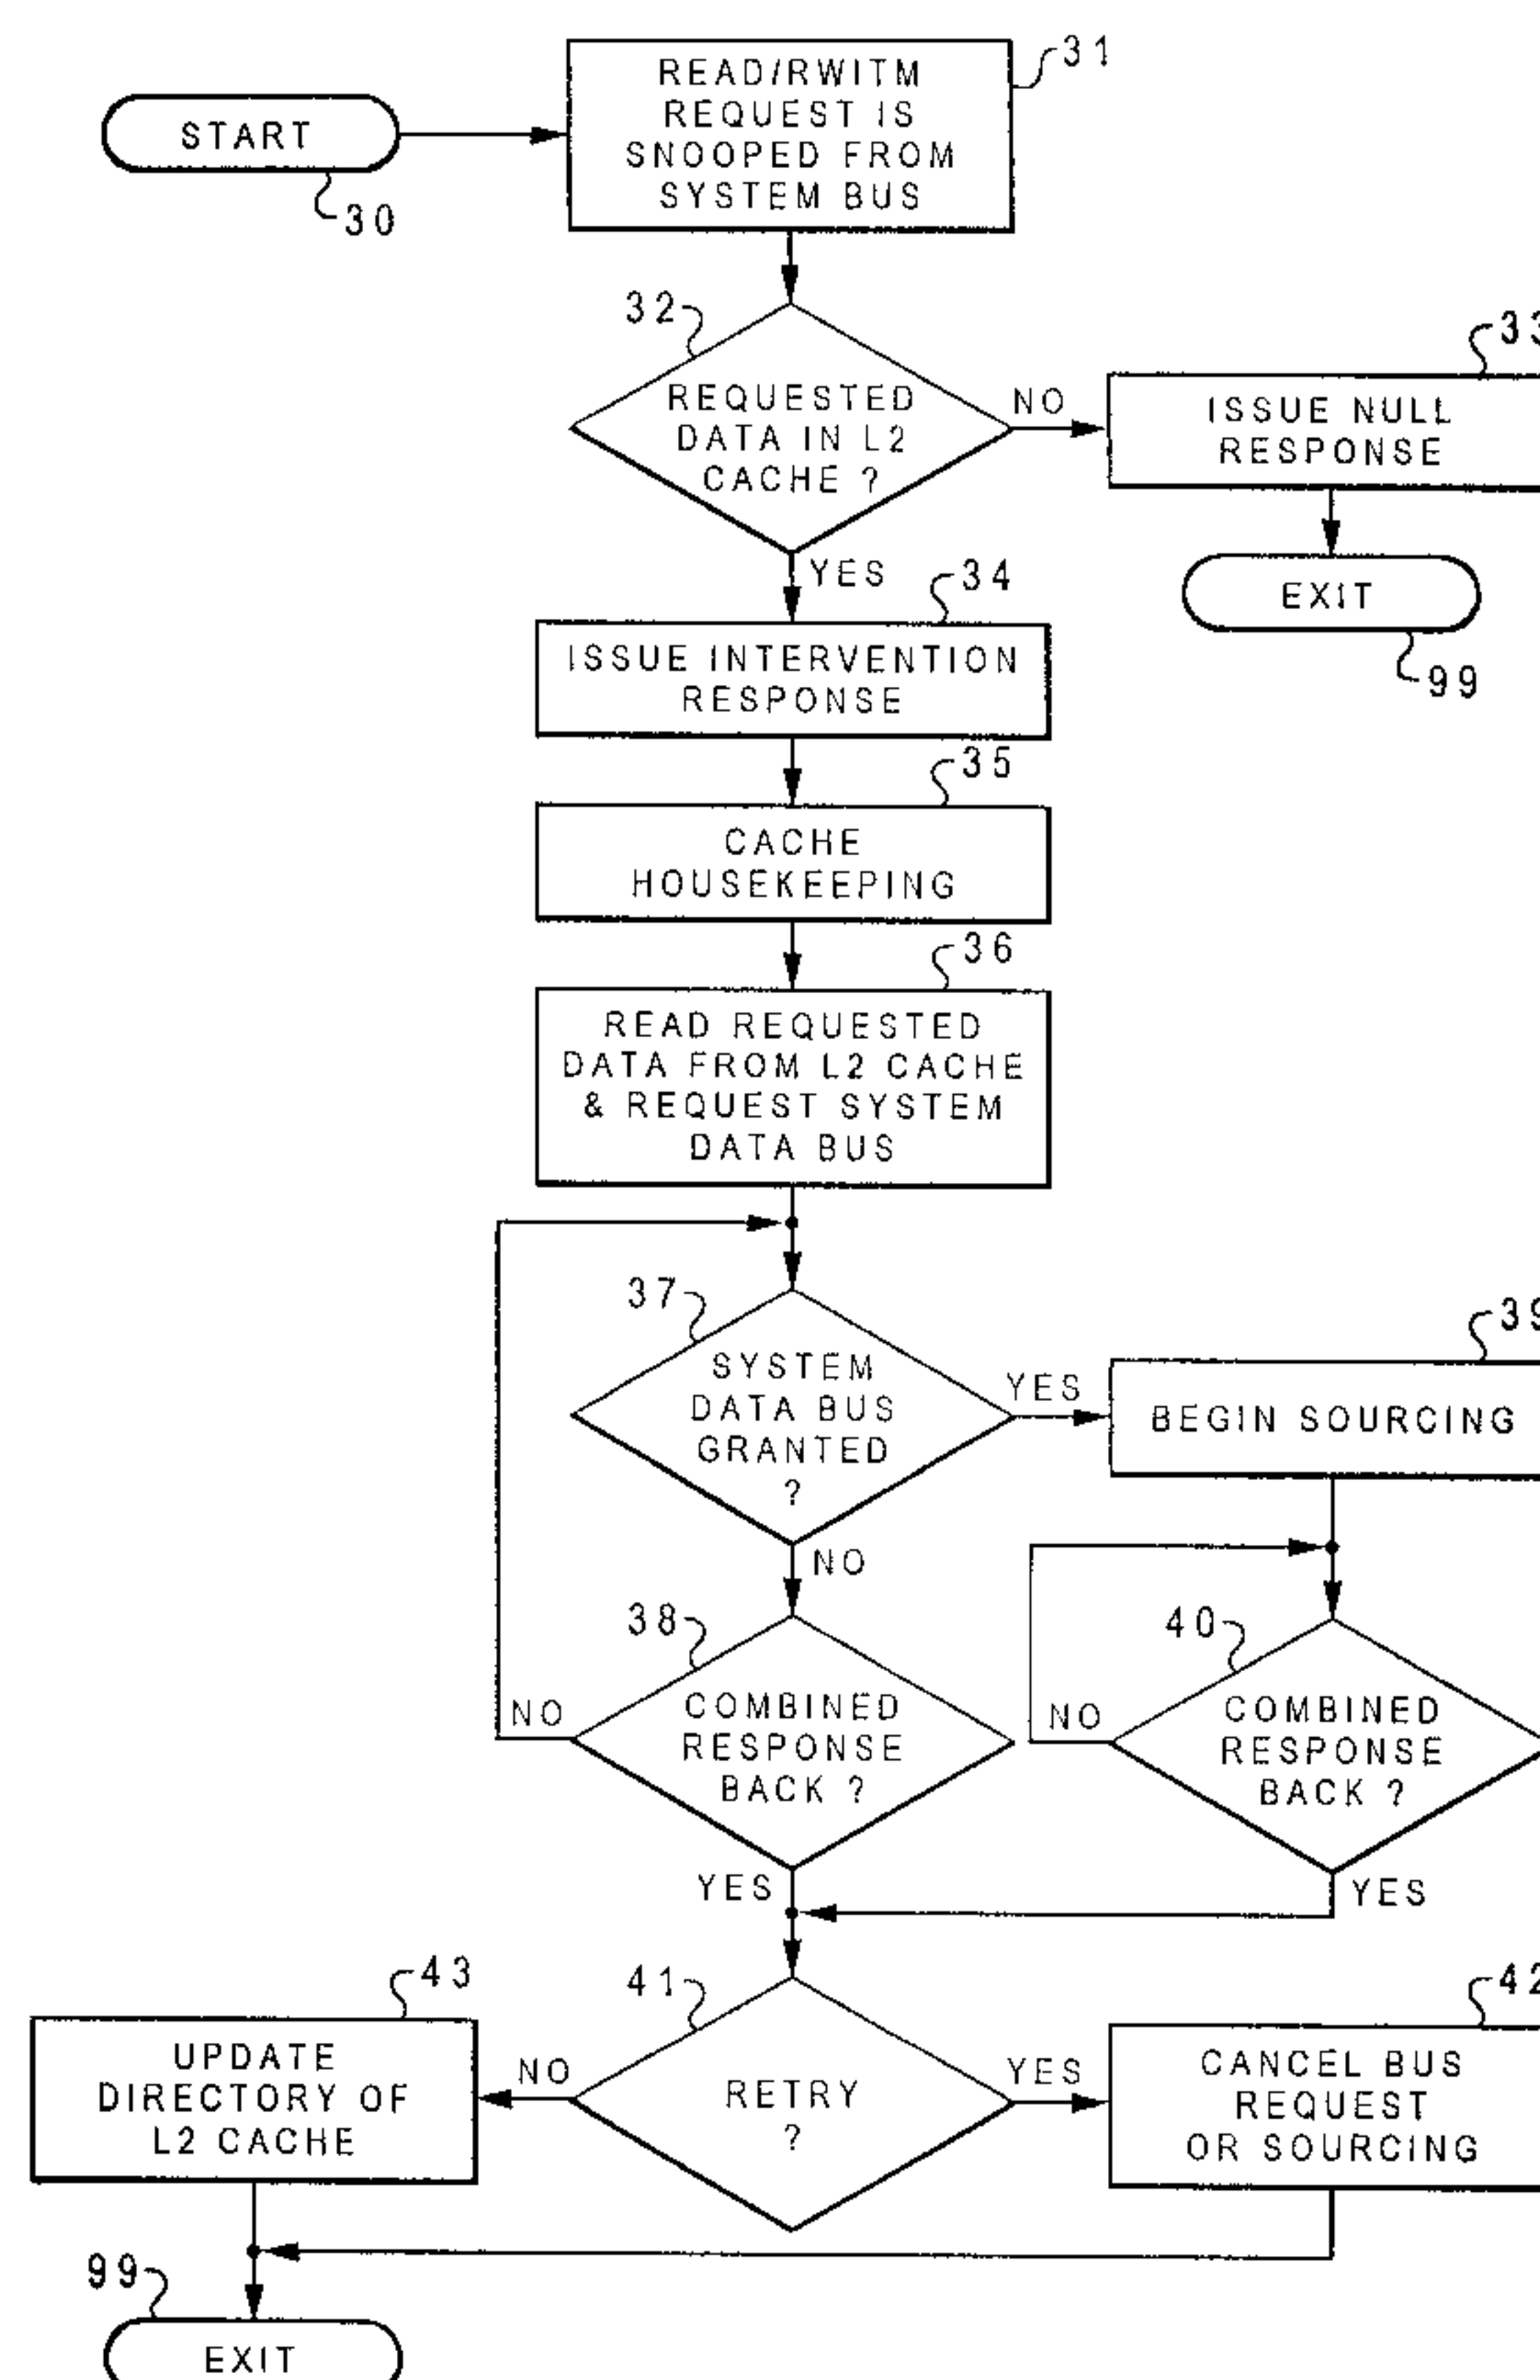 START
30
READ/RWITM
REQUEST IS
SNOOPED FROM
SYSTEM BUS
31
32
REQUESTED
DATA IN L2
CACHE ?
NO
33
ISSUE NULL
RESPONSE
EXIT
99
YES
34
ISSUE INTERVENTION
RESPONSE
35
CACHE
HOUSEKEEPING
36
READ REQUESTED
DATA FROM L2 CACHE
& REQUEST SYSTEM
DATA BUS
37
SYSTEM
DATA BUS
GRANTED
?
YES
39
BEGIN SOURCING
NO
38
COMBINED
RESPONSE
BACK ?
NO
40
COMBINED
RESPONSE
BACK ?
NO
YES
YES
41
RETRY
?
NO
43
UPDATE
DIRECTORY OF
L2 CACHE
YES
42
CANCEL BUS
REQUEST
OR SOURCING
99
EXIT